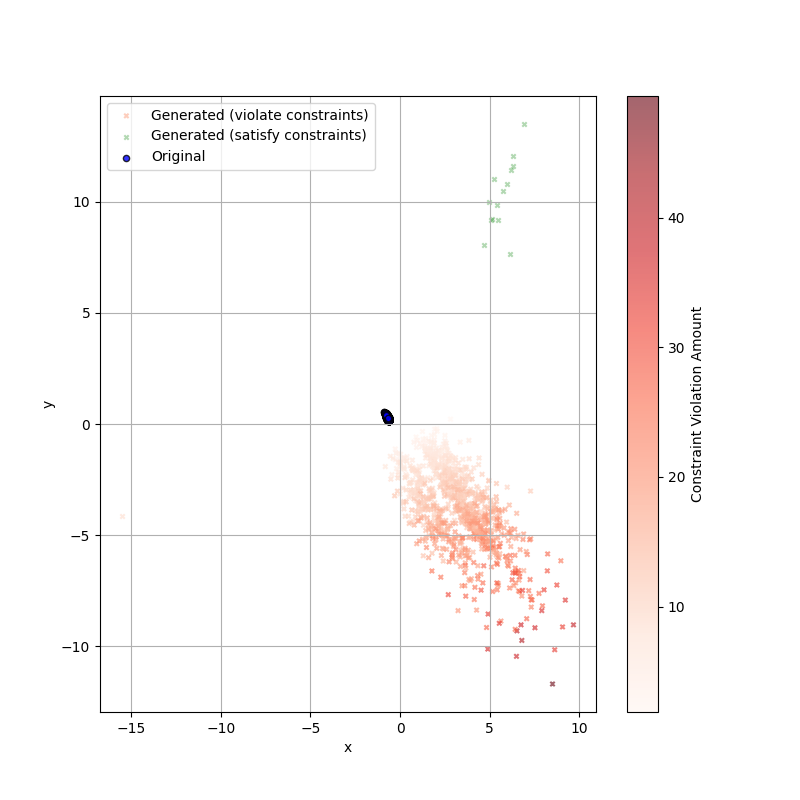 Generated (violate constraints)
Generated (satisfy constraints)
Original
10
5
0
−5
−10
y
−15
−10
−5
0
5
10
x
40
30
20
10
Constraint Violation Amount